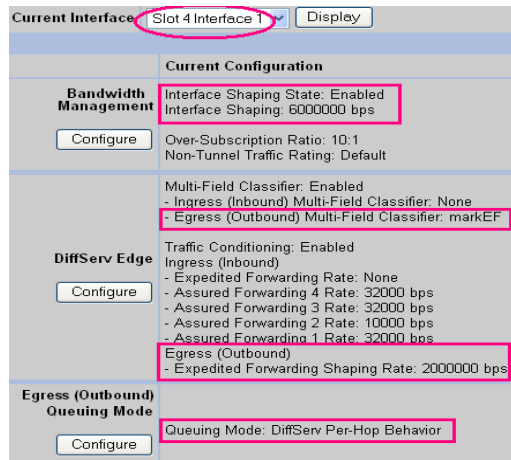 Current Interface Slot 4 Interface 1 Display
Current Configuration
Bandwidth
Management
Configure
Interface Shaping State: Enabled
Interface Shaping: 6000000 bps
Over-Subscription Ratio: 10:1
Non-Tunnel Traffic Rating: Default
DiffServ Edge
Configure
Multi-Field Classifier: Enabled
- Ingress (Inbound) Multi-Field Classifier: None
- Egress (Outbound) Multi-Field Classifier: markEF
Traffic Conditioning: Enabled
Ingress (Inbound)
- Expedited Forwarding Rate: None
- Assured Forwarding 4 Rate: 32000 bps
- Assured Forwarding 3 Rate: 32000 bps
- Assured Forwarding 2 Rate: 10000 bps
- Assured Forwarding 1 Rate: 32000 bps
Egress (Outbound)
- Expedited Forwarding Shaping Rate: 2000000 bps
Egress (Outbound)
Queuing Mode
Configure
Queuing Mode: DiffServ Per-Hop Behavior